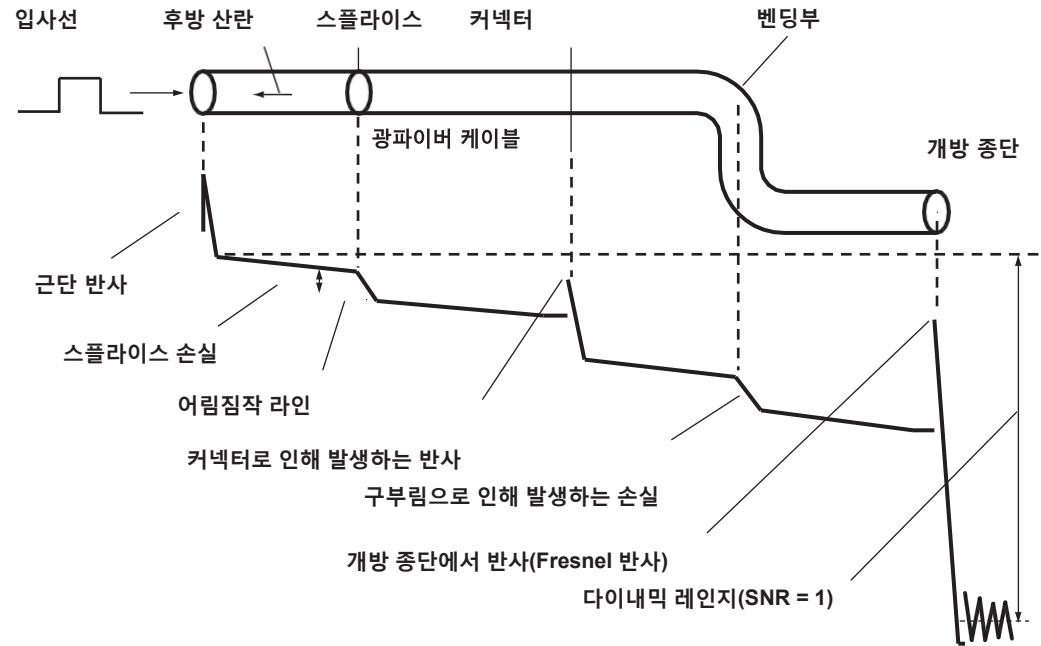 입사선
후방 산란
스플라이스
커넥터
벤딩부
광파이버 케이블
개방 종단
근단 반사
스플라이스 손실
어림짐작 라인
커넥터로 인해 발생하는 반사
구부림으로 인해 발생하는 손실
개방 종단에서 반사(Fresnel 반사)
다이내믹 레인지(SNR = 1)